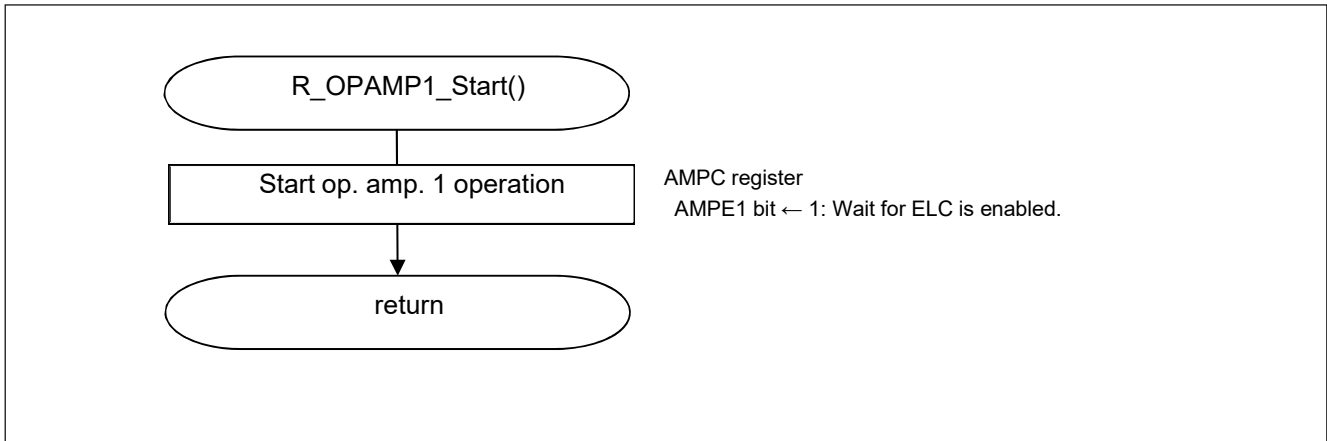 R_OPAMP1_Start()
Start op. amp. 1 operation
AMPC register
AMPE1 bit ← 1: Wait for ELC is enabled.
return